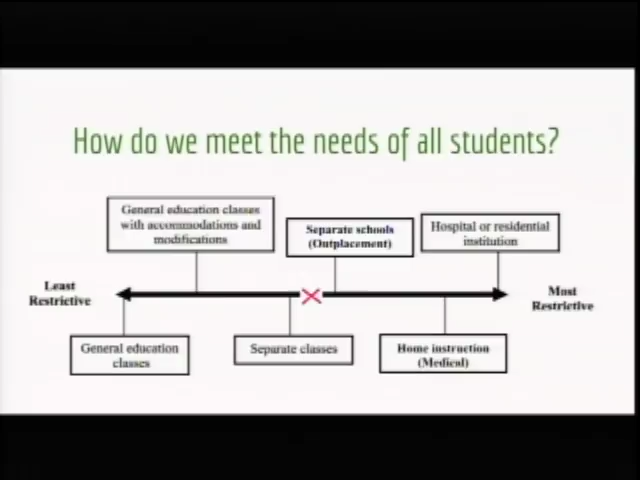 How do we meet the needs of all students?
General education classes
with accommodations and
modifications
Separate schools
(Outplacement)
Hospital or residential
institution
Least
Restrictive
Most
Restrictive
General education
classes
Separate classes
Home instruction
(Medical)